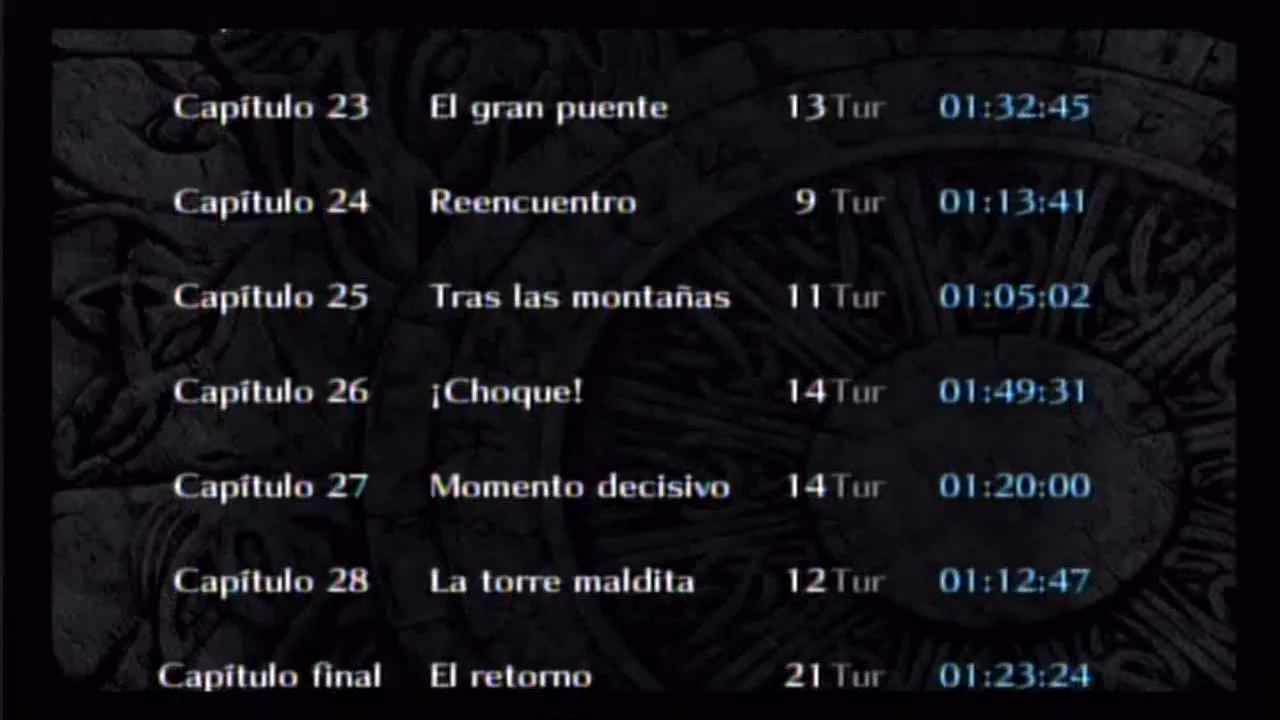 Capítulo 23 El gran puente 13 Tur 01:32:45
Capítulo 24 Reencuentro 9 Tur 01:13:41
Capítulo 25 Tras las montañas 11 Tur 01:05:02
Capítulo 26 ¡Choque! 14 Tur 01:49:31
Capítulo 27 Momento decisivo 14 Tur 01:20:00
Capítulo 28 La torre maldita 12 Tur 01:12:47
Capítulo final El retorno 21 Tur 01:23:24